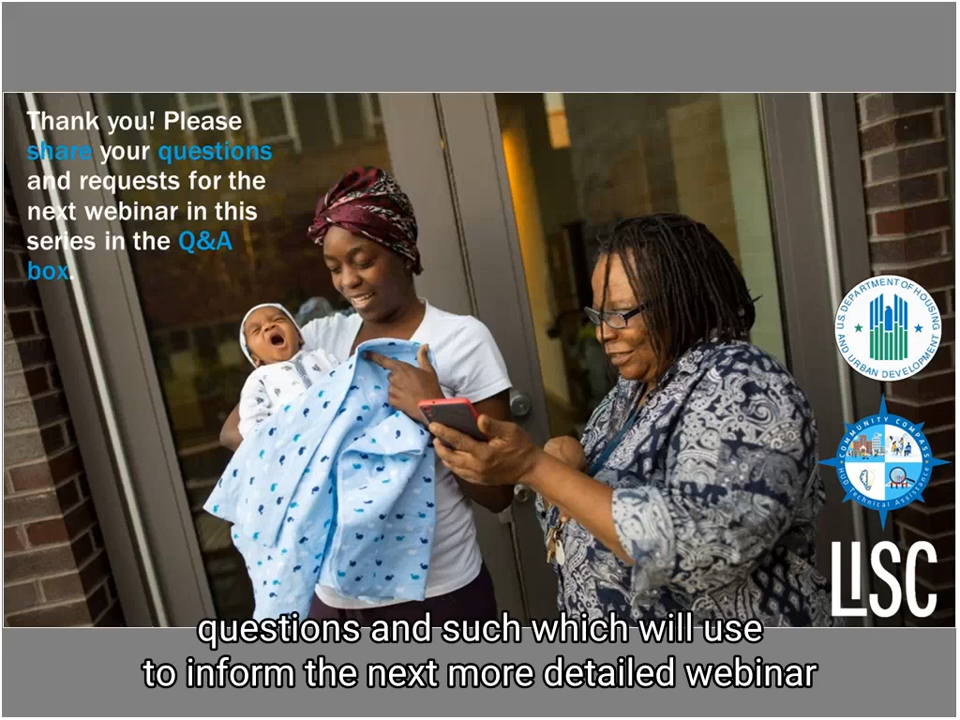 Thank you! Please
share your questions
and requests for the
next webinar in this
series in the Q&A
box.
U.S. DEPARTMENT OF HOUSING
AND URBAN DEVELOPMENT
COMMUNITY COMPASS
HUD Technical Assistance
LISC
questions and such which will use
to inform the next more detailed webinar